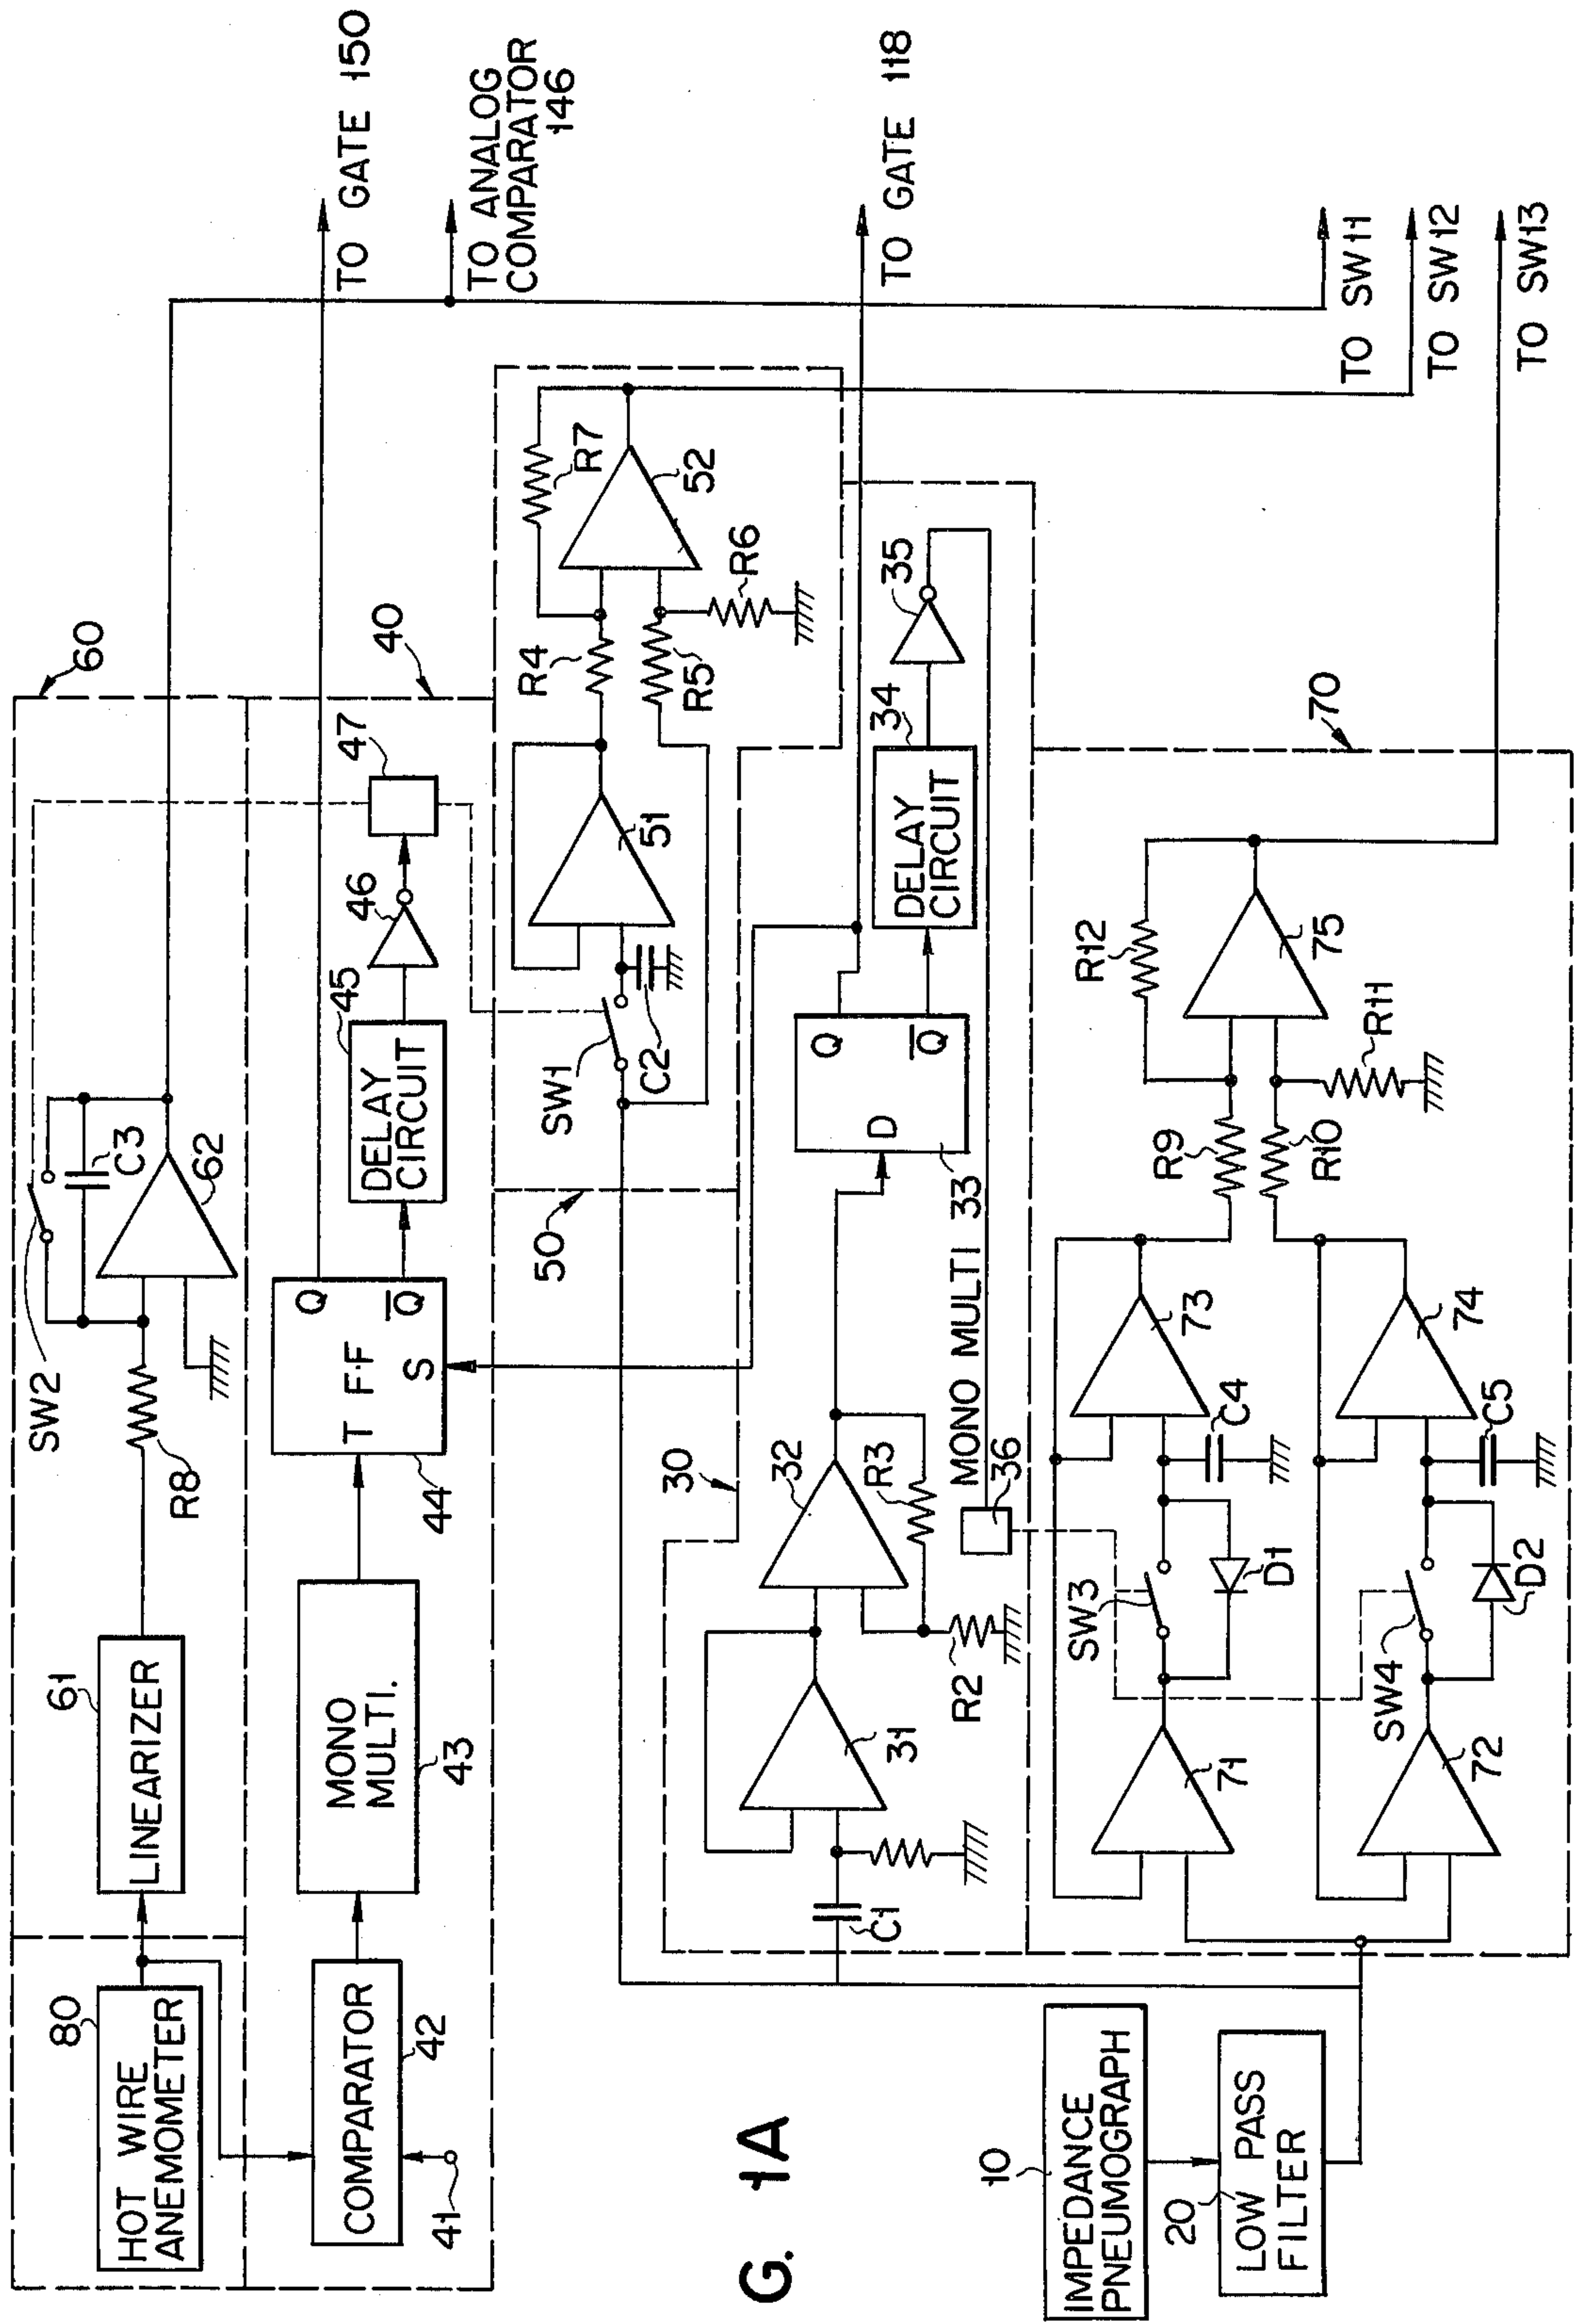 60
SW2
C3
62
R8
61
LINEARIZER
80
HOT WIRE
ANEMOMETER
TO GATE 150
TO ANALOG
COMPARATOR
146
40
47
46
45
DELAY
CIRCUIT
Q
Q
T F·F
S
44
MONO
MULTI.
43
COMPARATOR
42
41
R7
52
R4
R5
R6
51
SW1
C2
50
TO GATE 118
35
34
DELAY
CIRCUIT
Q
Q
D
MONO MULTI 33
30
32
R3
36
R2
31
C1
TO SW11
TO SW12
TO SW13
70
R12
75
R11
R9
R10
73
74
C4
C5
SW3
D1
SW4
D2
71
72
10
IMPEDANCE
PNEUMOGRAPH
20
LOW PASS
FILTER
G. 1A